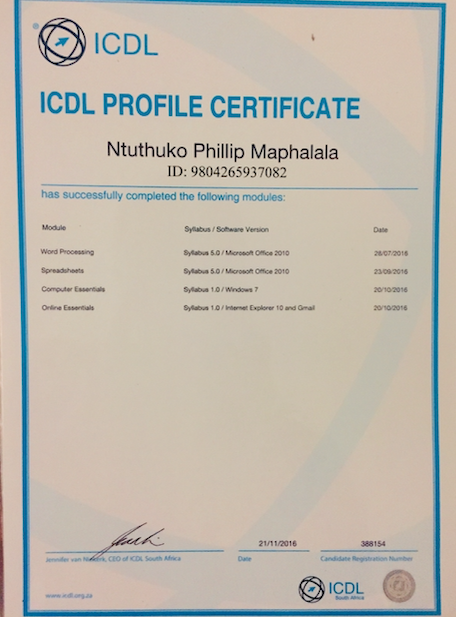 ICDL
ICDL PROFILE CERTIFICATE
Ntuthuko Phillip Maphalala
ID: 9804265937082
has successfully completed the following modules:
Module Syllabus / Software Version Date
Word Processing Syllabus 5.0 / Microsoft Office 2010 28/07/2016
Spreadsheets Syllabus 5.0 / Microsoft Office 2010 23/09/2016
Computer Essentials Syllabus 1.0 / Windows 7 20/10/2016
Online Essentials Syllabus 1.0 / Internet Explorer 10 and Gmail 20/10/2016
21/11/2016 388154
Jennifer van CEO of ICDL South Africa Date Candidate Registration Number
www.icdl.org.za
ICDL
South Africa